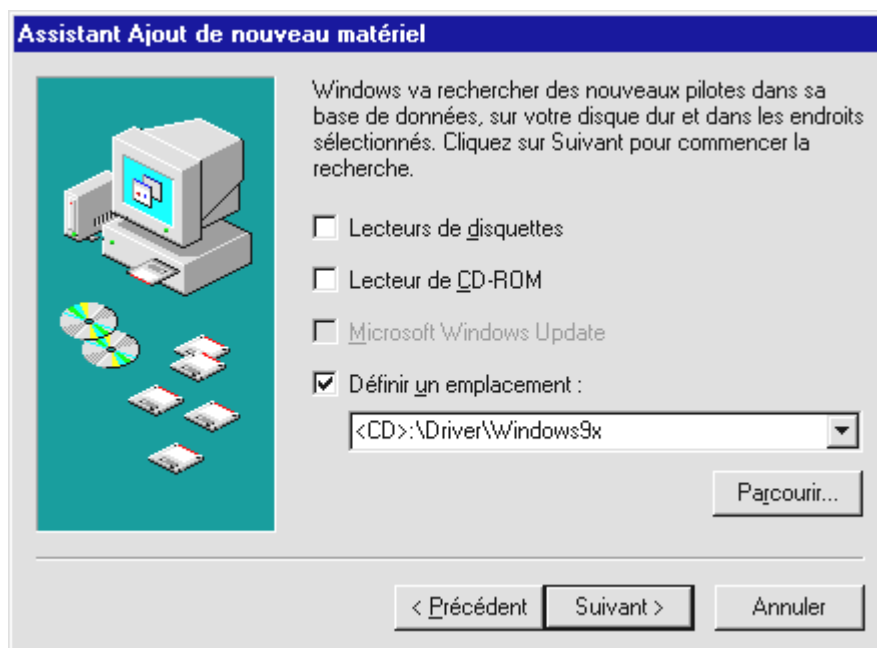 Assistant Ajout de nouveau matériel
Windows va rechercher des nouveaux pilotes dans sa
base de données, sur votre disque dur et dans les endroits
sélectionnés. Cliquez sur Suivant pour commencer la
recherche.
Lecteurs de disquettes
Lecteur de CD-ROM
Microsoft Windows Update
Définir un emplacement :
<CD>:\Driver\Windows9x
Parcourir...
< Précédent
Suivant >
Annuler